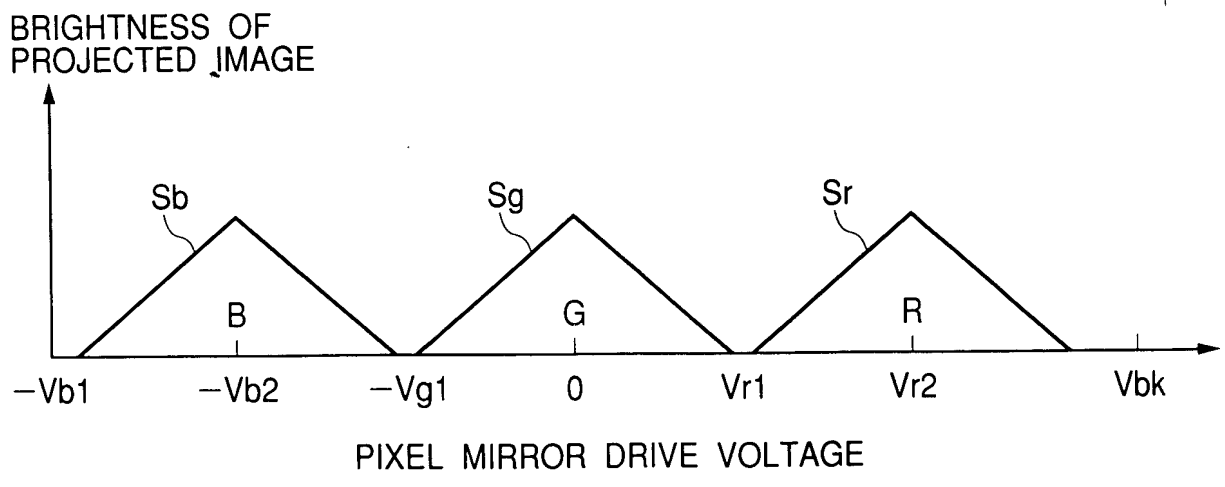 BRIGHTNESS OF
PROJECTED IMAGE
Sb
Sg
Sr
B
G
R
−Vb1
−Vb2
−Vg1
0
Vr1
Vr2
Vbk
PIXEL MIRROR DRIVE VOLTAGE